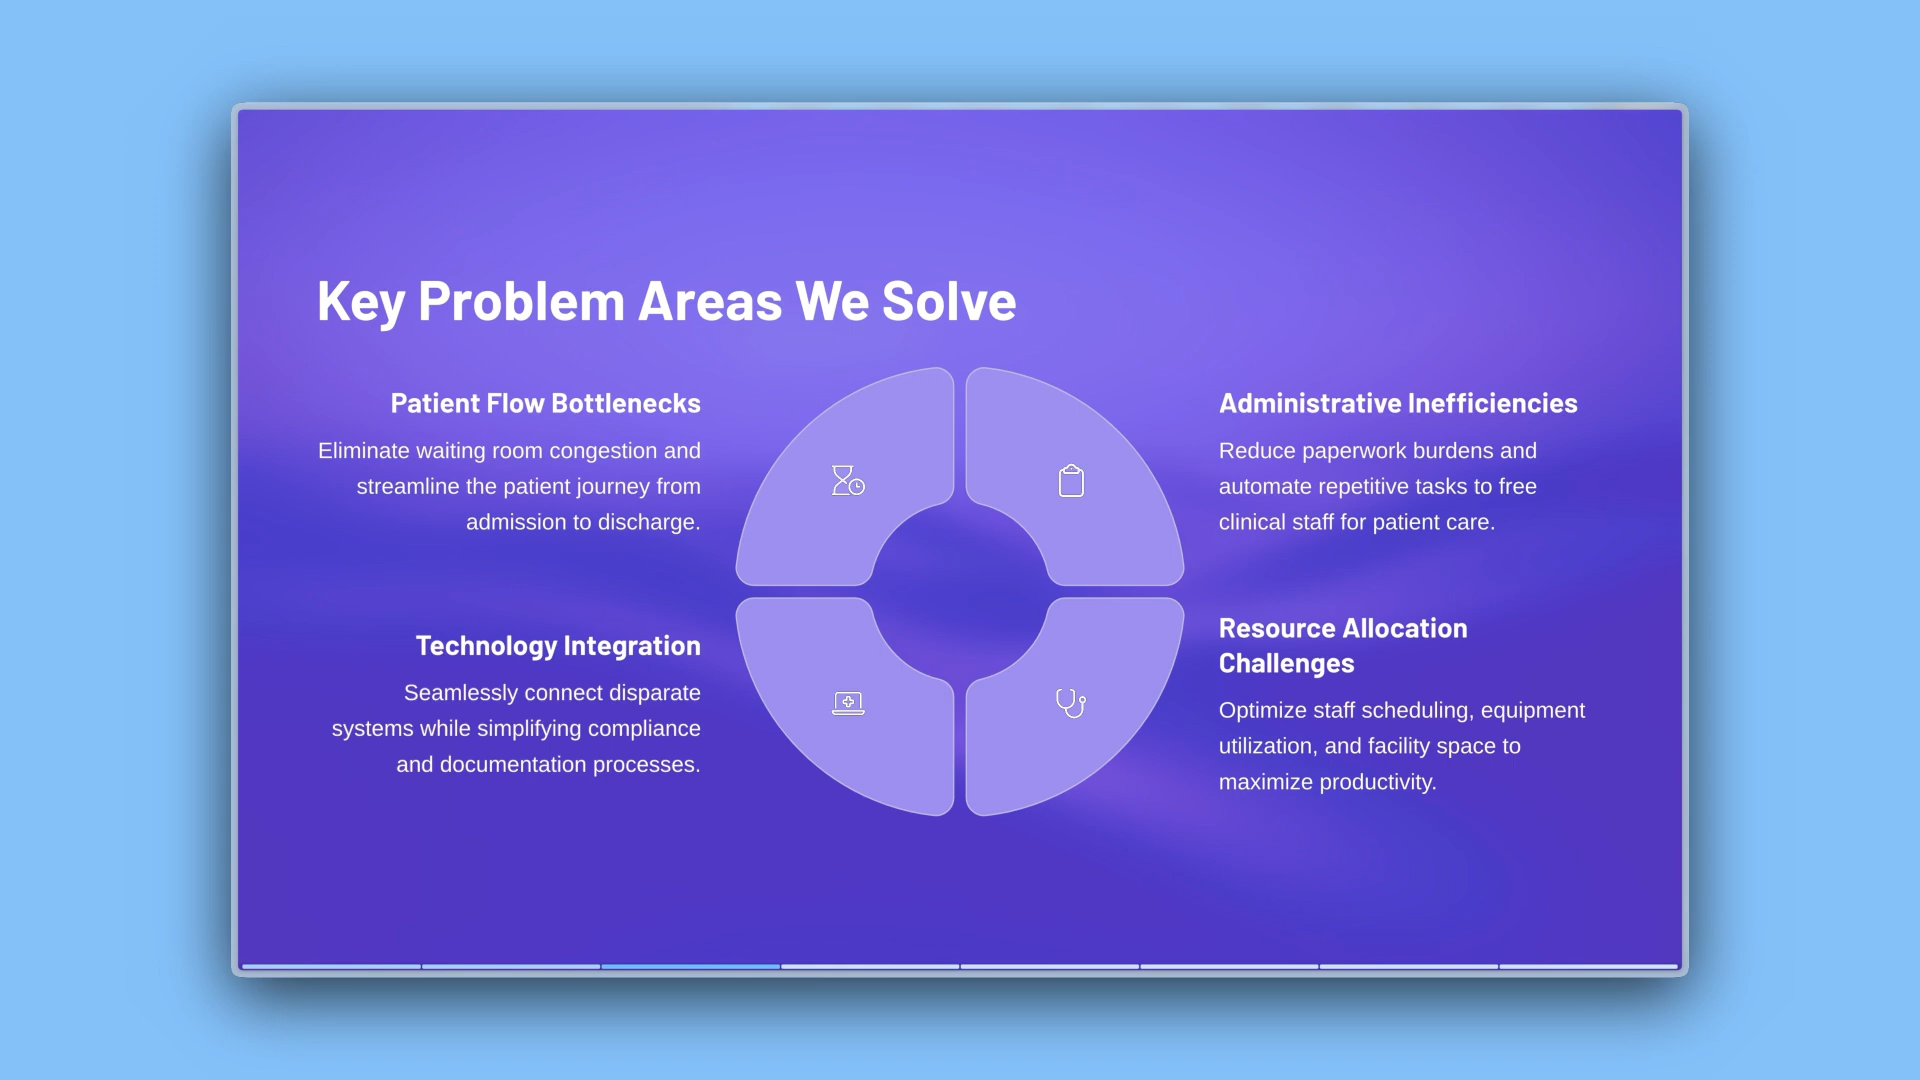 Key Problem Areas We Solve
Patient Flow Bottlenecks
Eliminate waiting room congestion and
streamline the patient journey from
admission to discharge.
Administrative Inefficiencies
Reduce paperwork burdens and
automate repetitive tasks to free
clinical staff for patient care.
Technology Integration
Seamlessly connect disparate
systems while simplifying compliance
and documentation processes.
Resource Allocation
Challenges
Optimize staff scheduling, equipment
utilization, and facility space to
maximize productivity.